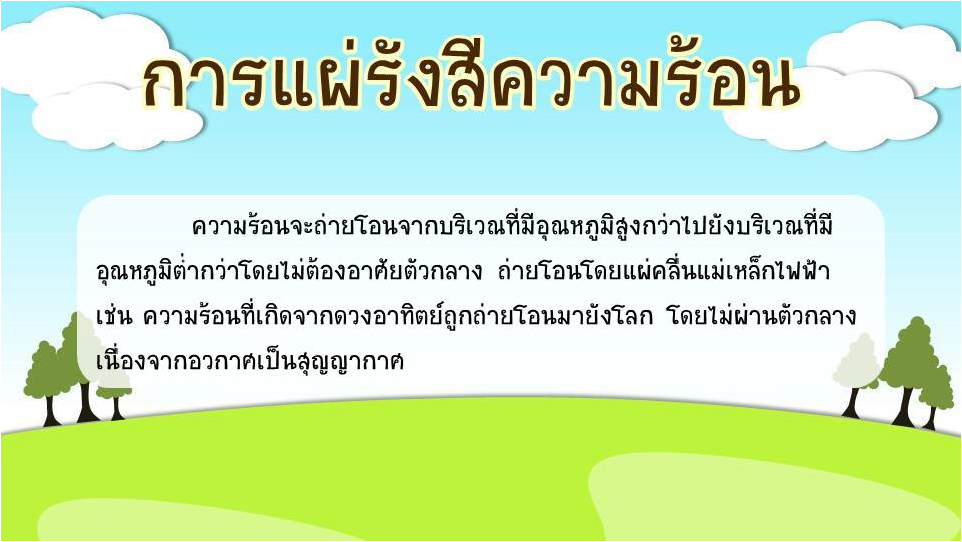 การแผ่รังสีความร้อน
ความร้อนจะถ่ายโอนจากบริเวณที่มีอุณหภูมิสูงกว่าไปยังบริเวณที่มี
อุณหภูมิต่ำกว่าโดยไม่ต้องอาศัยตัวกลาง ถ่ายโอนโดยแผ่คลื่นแม่เหล็กไฟฟ้า
เช่น ความร้อนที่เกิดจากดวงอาทิตย์ถูกถ่ายโอนมายังโลก โดยไม่ผ่านตัวกลาง
เนื่องจากอวกาศเป็นสุญญากาศ